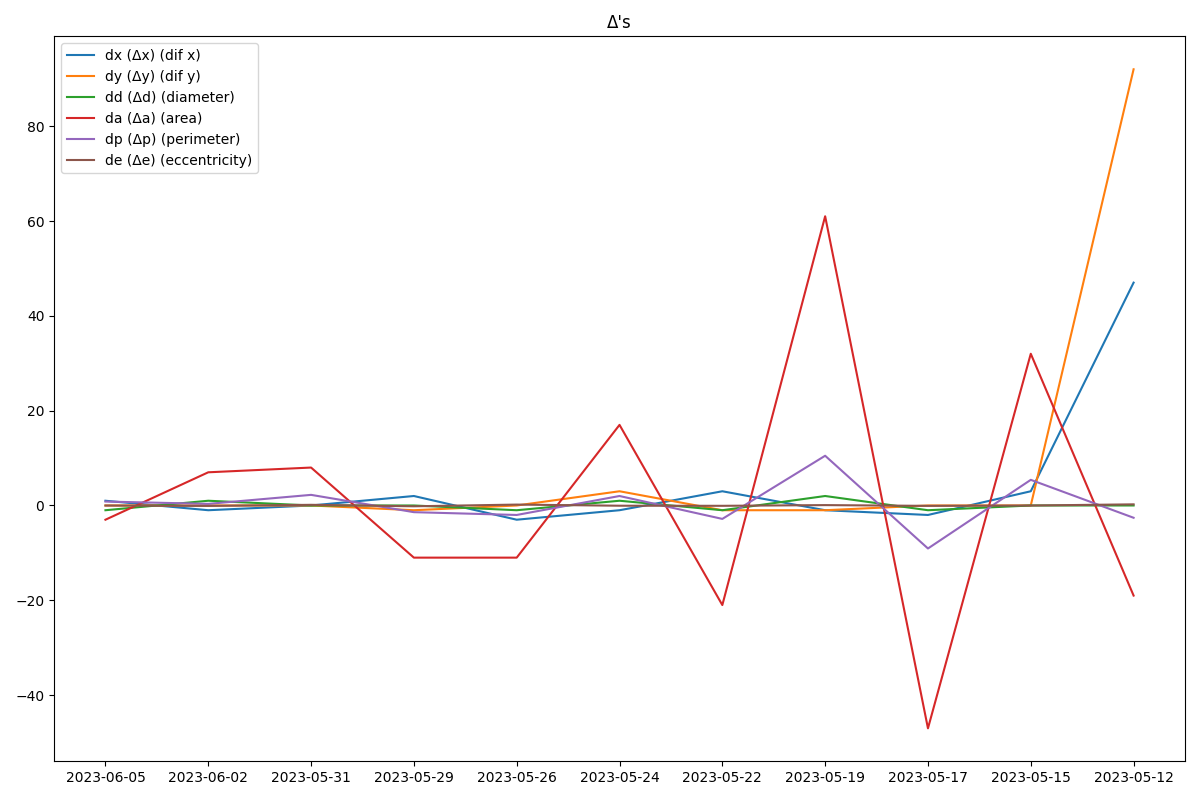 Δ's
dx (Δx) (dif x)
dy (Δy) (dif y)
dd (Δd) (diameter)
da (Δa) (area)
dp (Δp) (perimeter)
de (Δe) (eccentricity)
80
60
40
20
0
−20
−40
2023-06-05 2023-06-02 2023-05-31 2023-05-29 2023-05-26 2023-05-24 2023-05-22 2023-05-19 2023-05-17 2023-05-15 2023-05-12